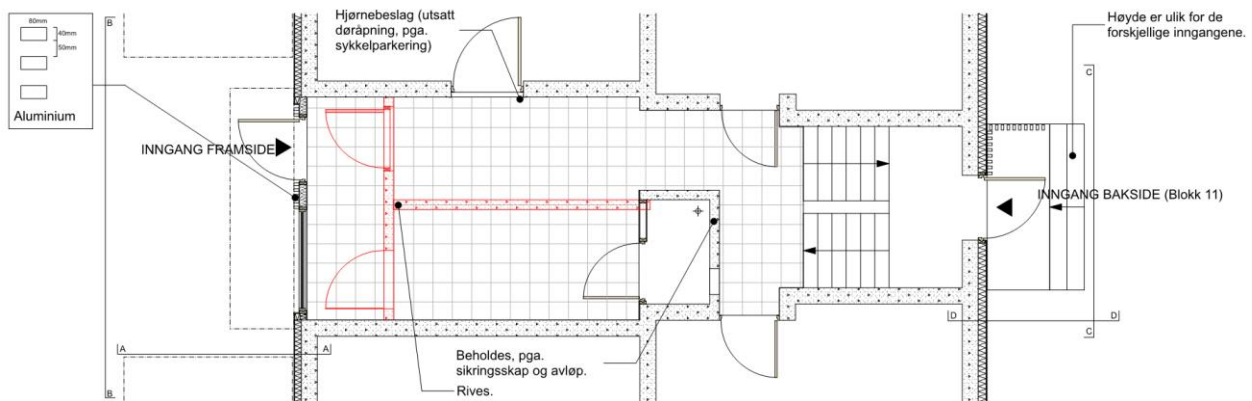 60mm
40mm
50mm
Aluminium
B
Hjørnebeslag (utsatt
døråpning, pga.
sykkelparkering)
Høyde er ulik for de
forskjellige inngangene.
C
INNGANG FRAMSIDE
INNGANG BAKSIDE (Blokk 11)
D
D
C
A
A
Beholdes, pga.
sikringsskap og avløp.
Rives.
B